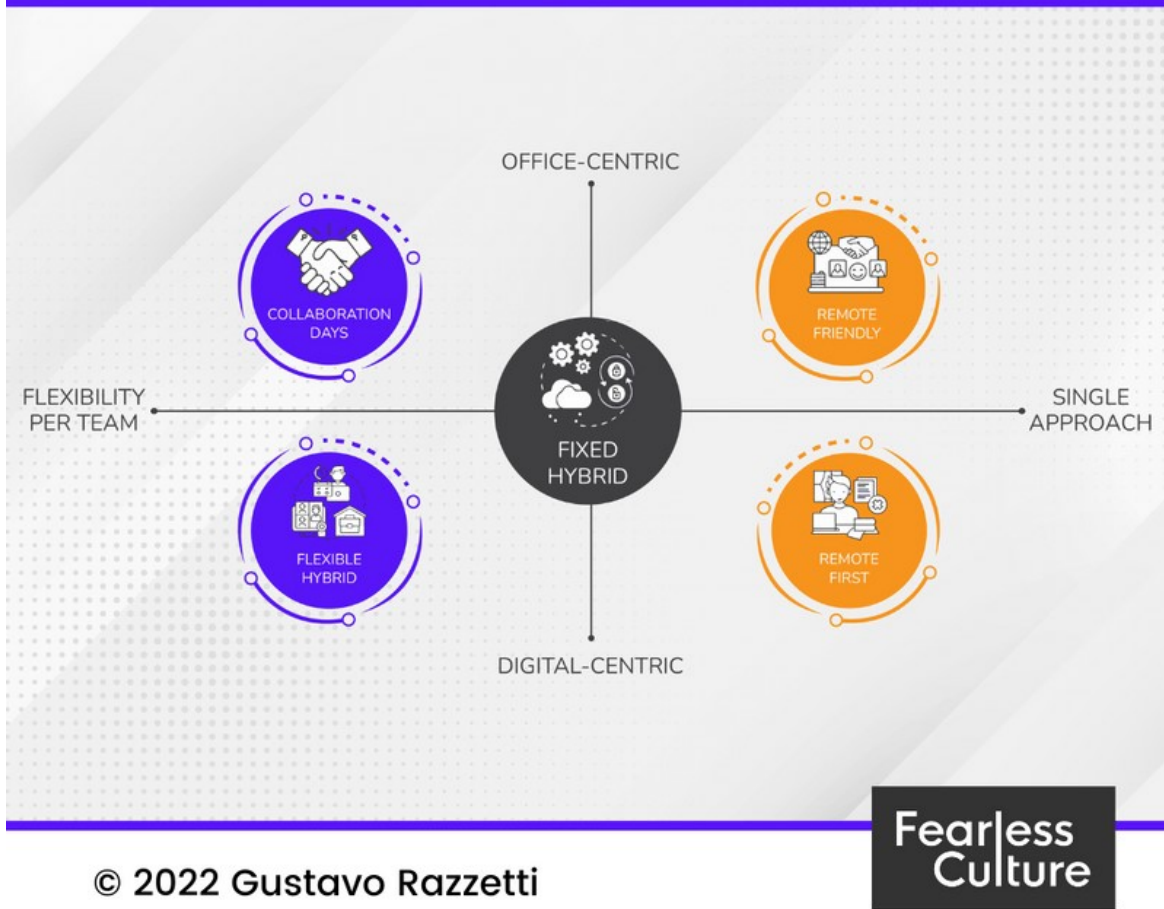 OFFICE-CENTRIC
COLLABORATION
DAYS
REMOTE
FRIENDLY
FLEXIBILITY
PER TEAM
FIXED
HYBRID
SINGLE
APPROACH
FLEXIBLE
HYBRID
REMOTE
FIRST
DIGITAL-CENTRIC
Fearless
Culture
© 2022 Gustavo Razzetti